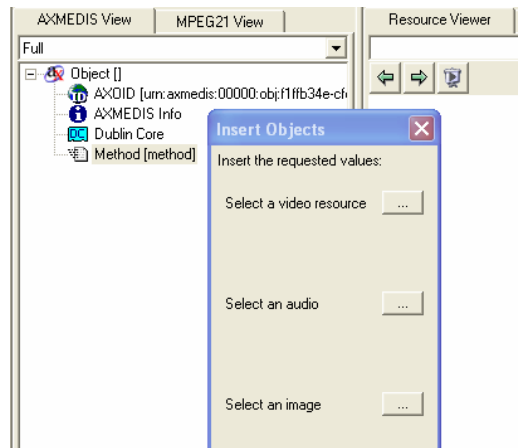 AXMEDIS View
MPEG21 View
Resource Viewer
Full
Object []
AXOID [urn:axmedis:00000:obj:f1ffb34e-cf
AXMEDIS Info
DC Dublin Core
Method [method]
Insert Objects
Insert the requested values:
Select a video resource ...
Select an audio ...
Select an image ...